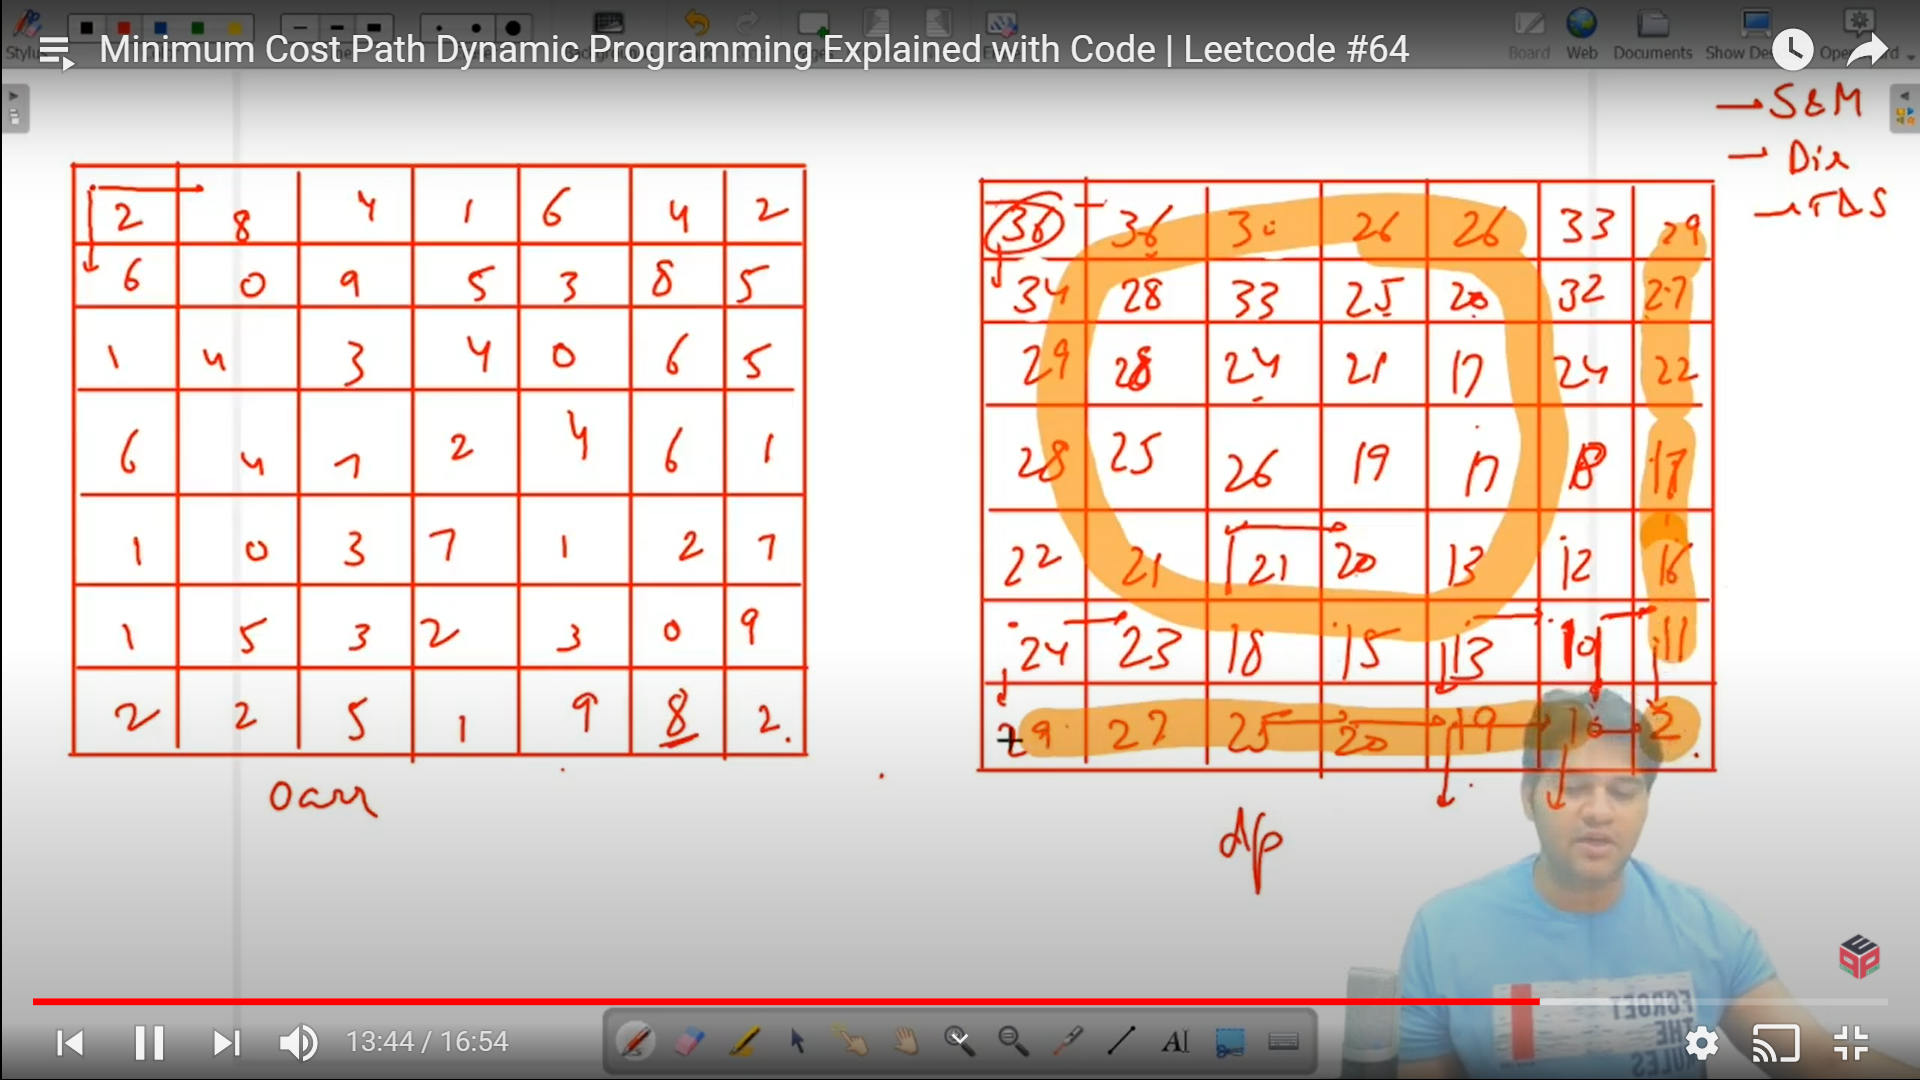 Minimum Cost Path Dynamic Programming Explained with Code | Leetcode #64
Board Web Documents
→ S&M
→ Dir
→ T&S
2 8 4 1 6 4 2
6 0 9 5 3 8 5
1 4 3 4 0 6 5
6 4 7 2 4 6 1
1 0 3 7 1 2 7
1 5 3 2 3 0 9
2 2 5 1 9 8 2.
36 36 30 26 26 33 29
34 28 33 25 20 32 27
29 28 24 21 17 24 22
28 25 26 19 17 18 17
22 21 21 20 13 12 16
24 23 18 15 13 10 11
29 27 25 20 19 10 2
Oarr
dp
FORGET
THE
RULES
13:44 / 16:54
AI